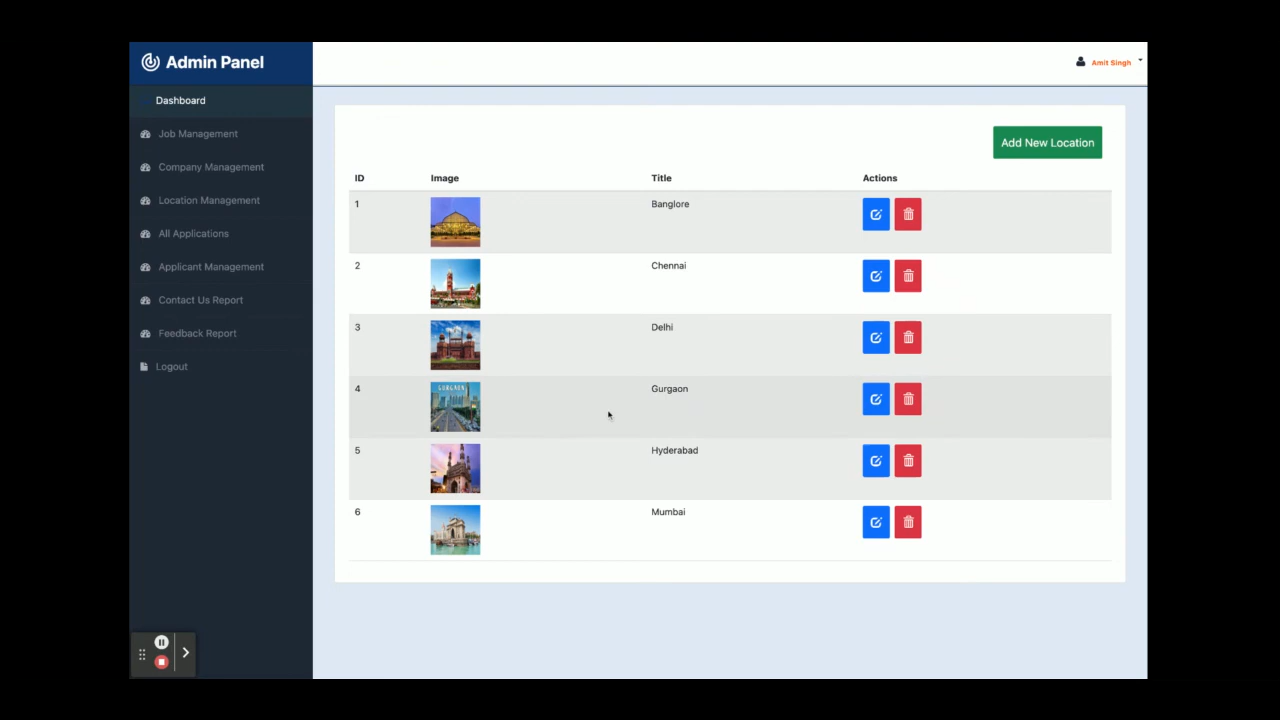 Admin Panel
Amit Singh
Dashboard
Job Management
Company Management
Location Management
All Applications
Applicant Management
Contact Us Report
Feedback Report
Logout
Add New Location
ID Image Title Actions
1 Banglore
2 Chennai
3 Delhi
4 GURGAON Gurgaon
5 Hyderabad
6 Mumbai